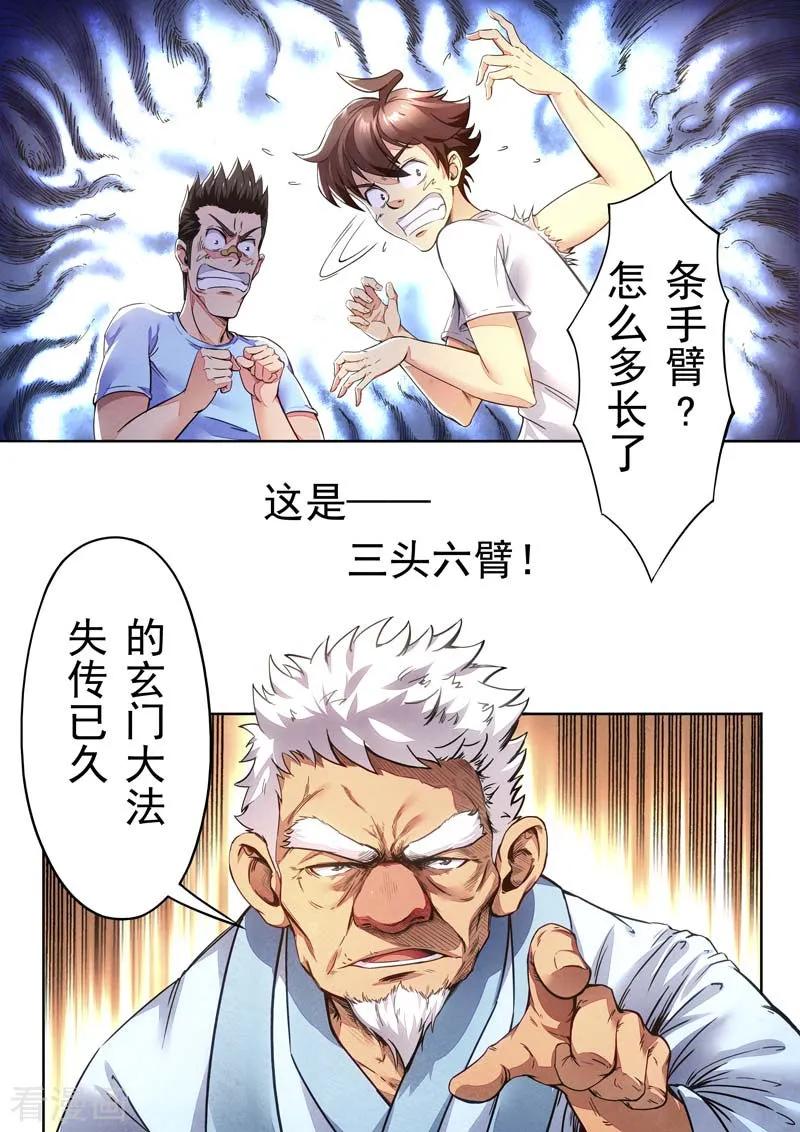 怎么多长了
条手臂？
这是——
三头六臂！
失传已久
的玄门大法
看漫画